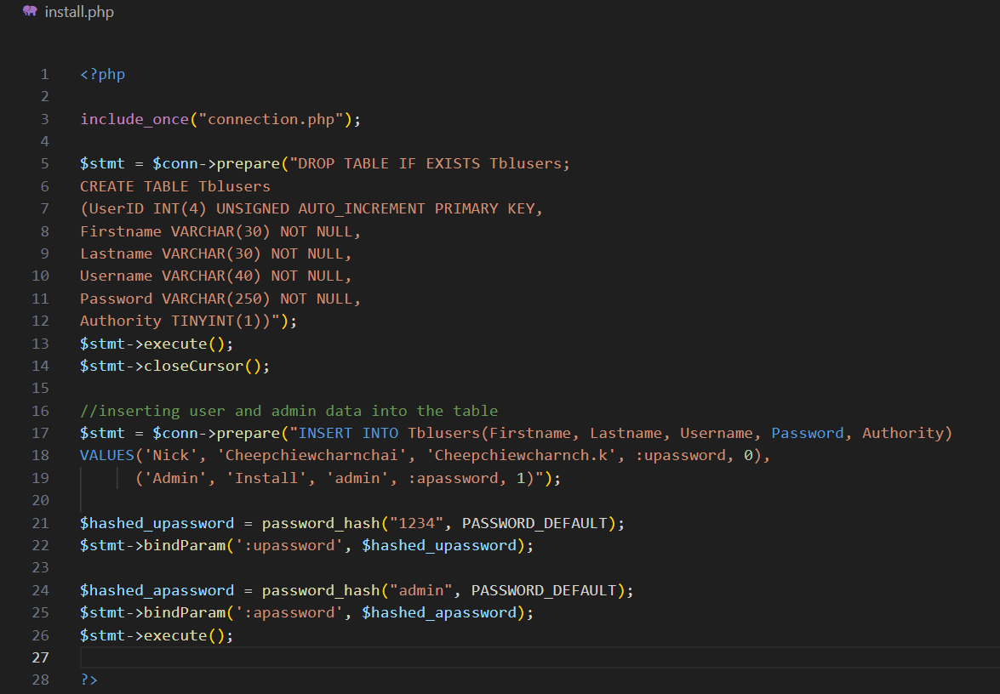 install.php
1 <?php
2
3 include_once("connection.php");
4
5 $stmt = $conn->prepare("DROP TABLE IF EXISTS Tblusers;
6 CREATE TABLE Tblusers
7 (UserID INT(4) UNSIGNED AUTO_INCREMENT PRIMARY KEY,
8 Firstname VARCHAR(30) NOT NULL,
9 Lastname VARCHAR(30) NOT NULL,
10 Username VARCHAR(40) NOT NULL,
11 Password VARCHAR(250) NOT NULL,
12 Authority TINYINT(1))");
13 $stmt->execute();
14 $stmt->closeCursor();
15
16 //inserting user and admin data into the table
17 $stmt = $conn->prepare("INSERT INTO Tblusers(Firstname, Lastname, Username, Password, Authority)
18 VALUES('Nick', 'Cheepchiewcharnchai', 'Cheepchiewcharnch.k', :upassword, 0),
19       ('Admin', 'Install', 'admin', :apassword, 1)");
20
21 $hashed_upassword = password_hash("1234", PASSWORD_DEFAULT);
22 $stmt->bindParam(':upassword', $hashed_upassword);
23
24 $hashed_apassword = password_hash("admin", PASSWORD_DEFAULT);
25 $stmt->bindParam(':apassword', $hashed_apassword);
26 $stmt->execute();
27
28 ?>